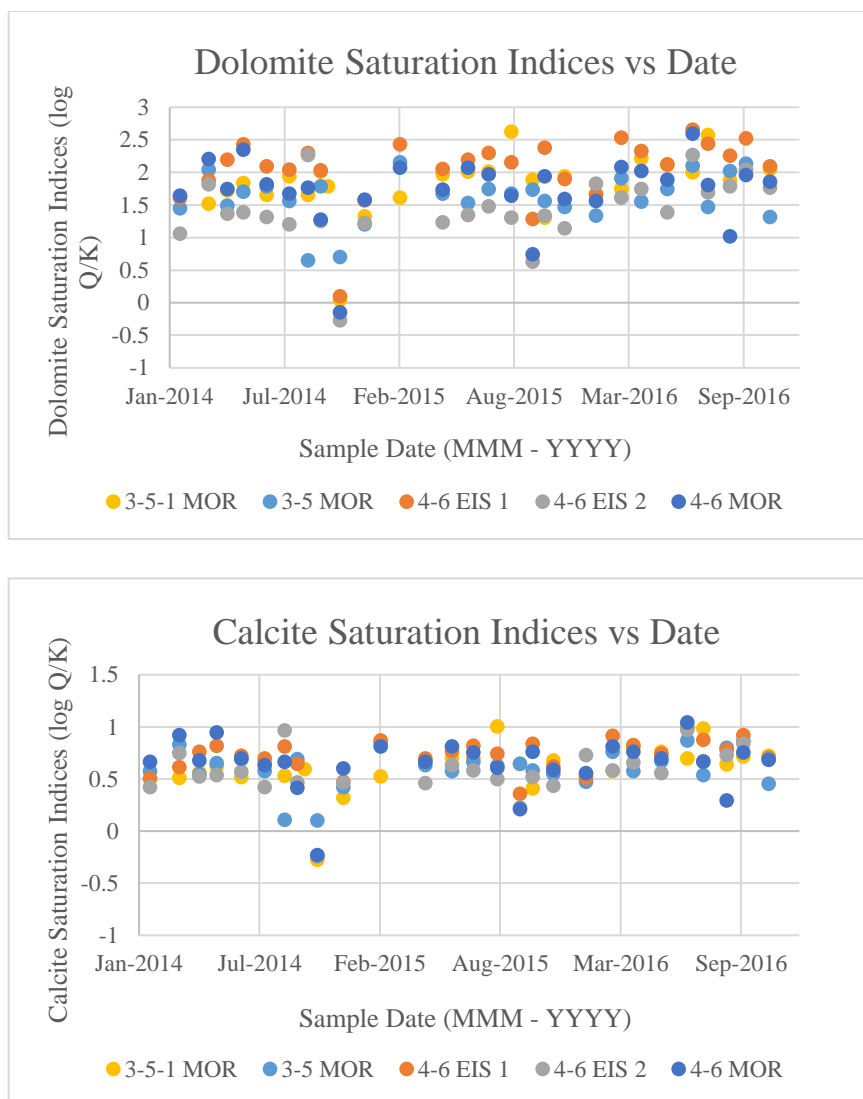 Dolomite Saturation Indices vs Date
Dolomite Saturation Indices (log
Q/K)
3
2.5
2
1.5
1
0.5
0
-0.5
-1
Jan-2014 Jul-2014 Feb-2015 Aug-2015 Mar-2016 Sep-2016
Sample Date (MMM - YYYY)
3-5-1 MOR 3-5 MOR 4-6 EIS 1 4-6 EIS 2 4-6 MOR
Calcite Saturation Indices vs Date
Calcite Saturation Indices (log Q/K)
1.5
1
0.5
0
-0.5
-1
Jan-2014 Jul-2014 Feb-2015 Aug-2015 Mar-2016 Sep-2016
Sample Date (MMM - YYYY)
3-5-1 MOR 3-5 MOR 4-6 EIS 1 4-6 EIS 2 4-6 MOR